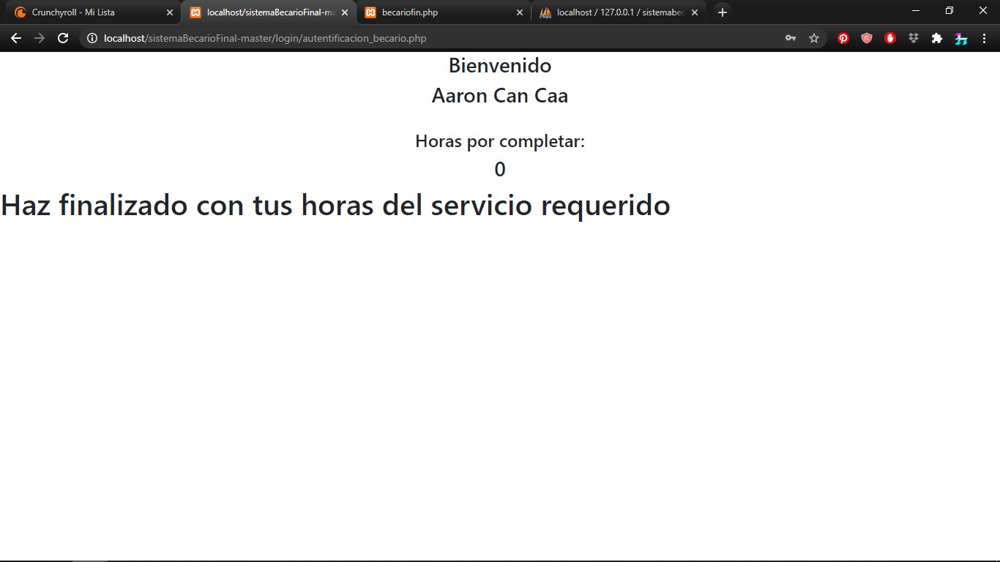 Crunchyroll - Mi Lista
localhost/sistemaBecarioFinal-ma
becariofin.php
localhost / 127.0.0.1 / sistemabec
localhost/sistemaBecarioFinal-master/login/autentificacion_becario.php
Bienvenido
Aaron Can Caa
Horas por completar:
0
Haz finalizado con tus horas del servicio requerido